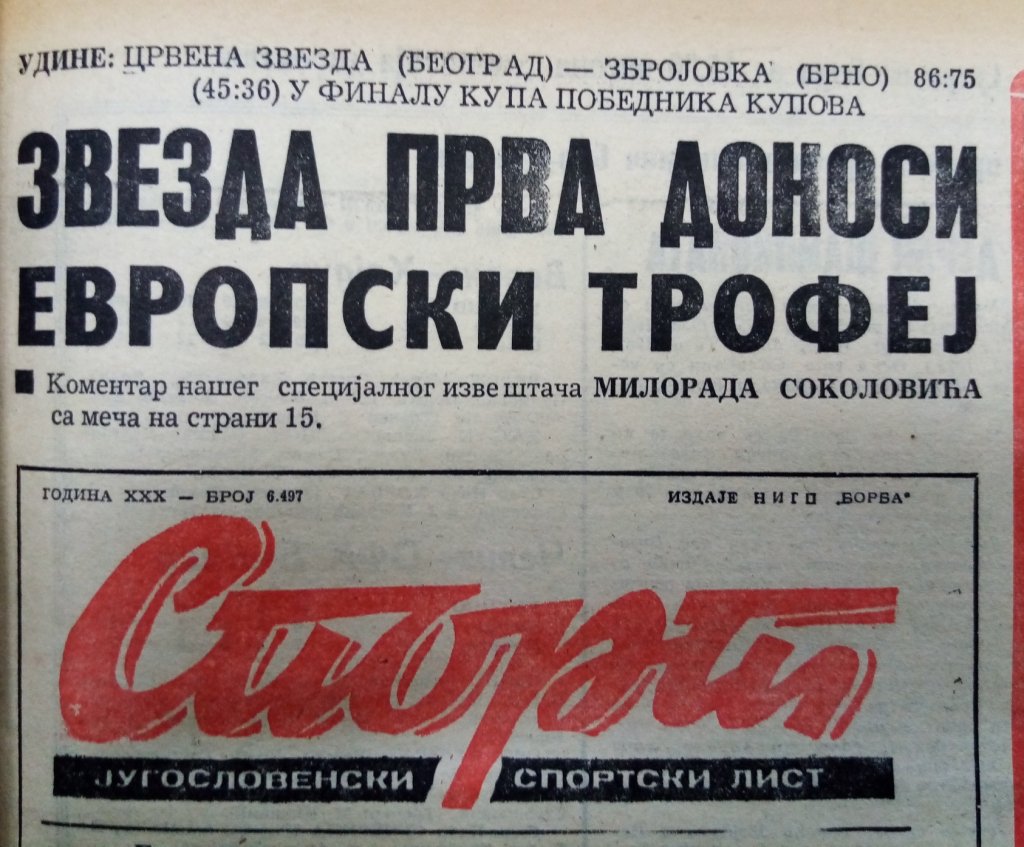 УДИНЕ: ЦРВЕНА ЗВЕЗДА (БЕОГРАД) — ЗБРОЈОВКА (БРНО) 86:75
(45:36) У ФИНАЛУ КУПА ПОБЕДНИКА КУПОВА
ЗВЕЗДА ПРВА ДОНОСИ
ЕВРОПСКИ ТРОФЕЈ
■ Коментар нашег специјалног извештача МИЛОРАДА СОКОЛОВИЋА
са меча на страни 15.
ГОДИНА XXX — БРОЈ 6.497
ИЗДАЈЕ НИГП „БОРБА“
Спорт
ЈУГОСЛОВЕНСКИ СПОРТСКИ ЛИСТ